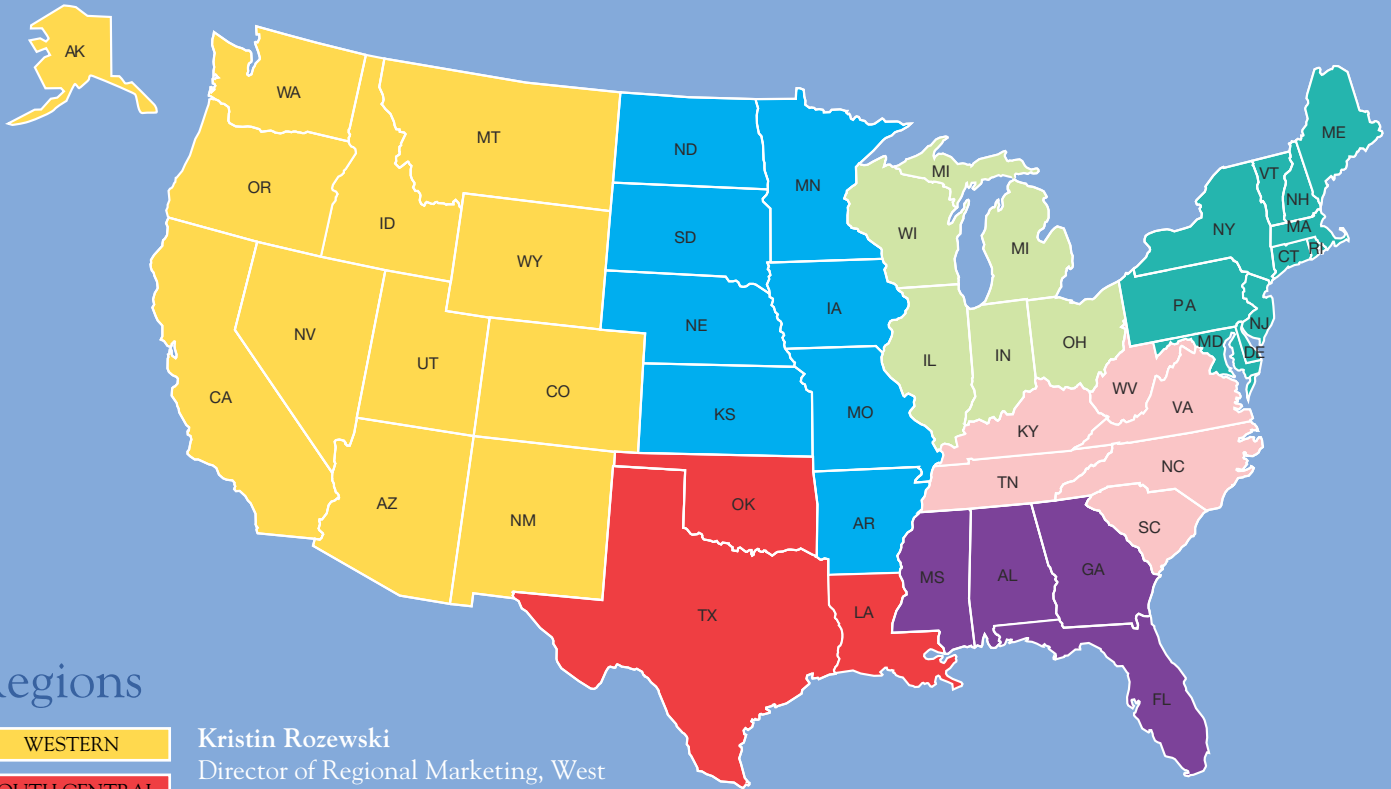 AK
WA
MT
ND
MN
ME
OR
ID
SD
WI
MI
MI
VT
NH
NY
MA
CT
RI
WY
NE
IA
PA
NJ
NV
UT
CO
IL
IN
OH
MD
DE
CA
KS
MO
WV
VA
KY
AZ
NM
OK
AR
TN
NC
SC
TX
LA
MS
AL
GA
FL
egions
WESTERN
Kristin Rozewski
Director of Regional Marketing, West
OUTH CENTRAL